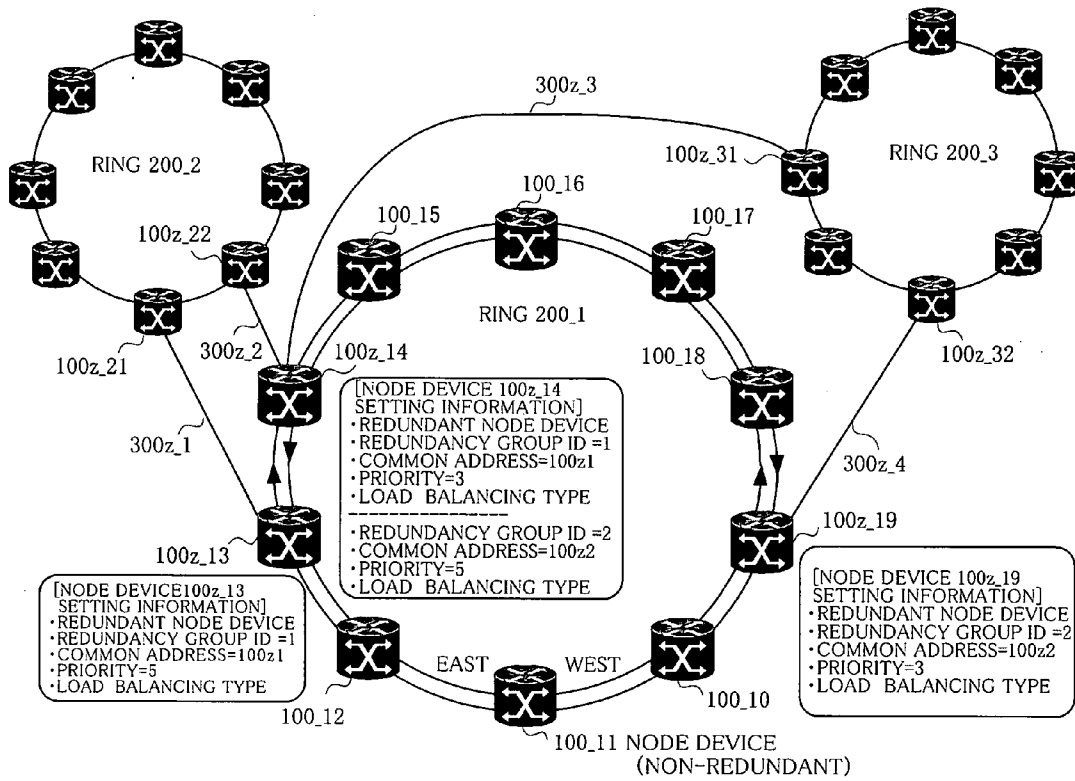 300z_3
100z_31
RING 200_2
RING 200_3
100_16
100_15
100_17
100z_22
RING 200_1
300z_2
100z_14
100z_21
100_18
100z_32
300z_1
300z_4
[NODE DEVICE 100z_14
SETTING INFORMATION]
・REDUNDANT NODE DEVICE
・REDUNDANCY GROUP ID =1
・COMMON ADDRESS=100z1
・PRIORITY=3
・LOAD BALANCING TYPE
・REDUNDANCY GROUP ID =2
・COMMON ADDRESS=100z2
・PRIORITY=5
・LOAD BALANCING TYPE
100z_13
100z_19
[NODE DEVICE100z_13
SETTING INFORMATION]
・REDUNDANT NODE DEVICE
・REDUNDANCY GROUP ID =1
・COMMON ADDRESS=100z1
・PRIORITY=5
・LOAD BALANCING TYPE
[NODE DEVICE 100z_19
SETTING INFORMATION]
・REDUNDANT NODE DEVICE
・REDUNDANCY GROUP ID =2
・COMMON ADDRESS=100z2
・PRIORITY=3
・LOAD BALANCING TYPE
EAST
WEST
100_12
100_10
100_11 NODE DEVICE
(NON-REDUNDANT)